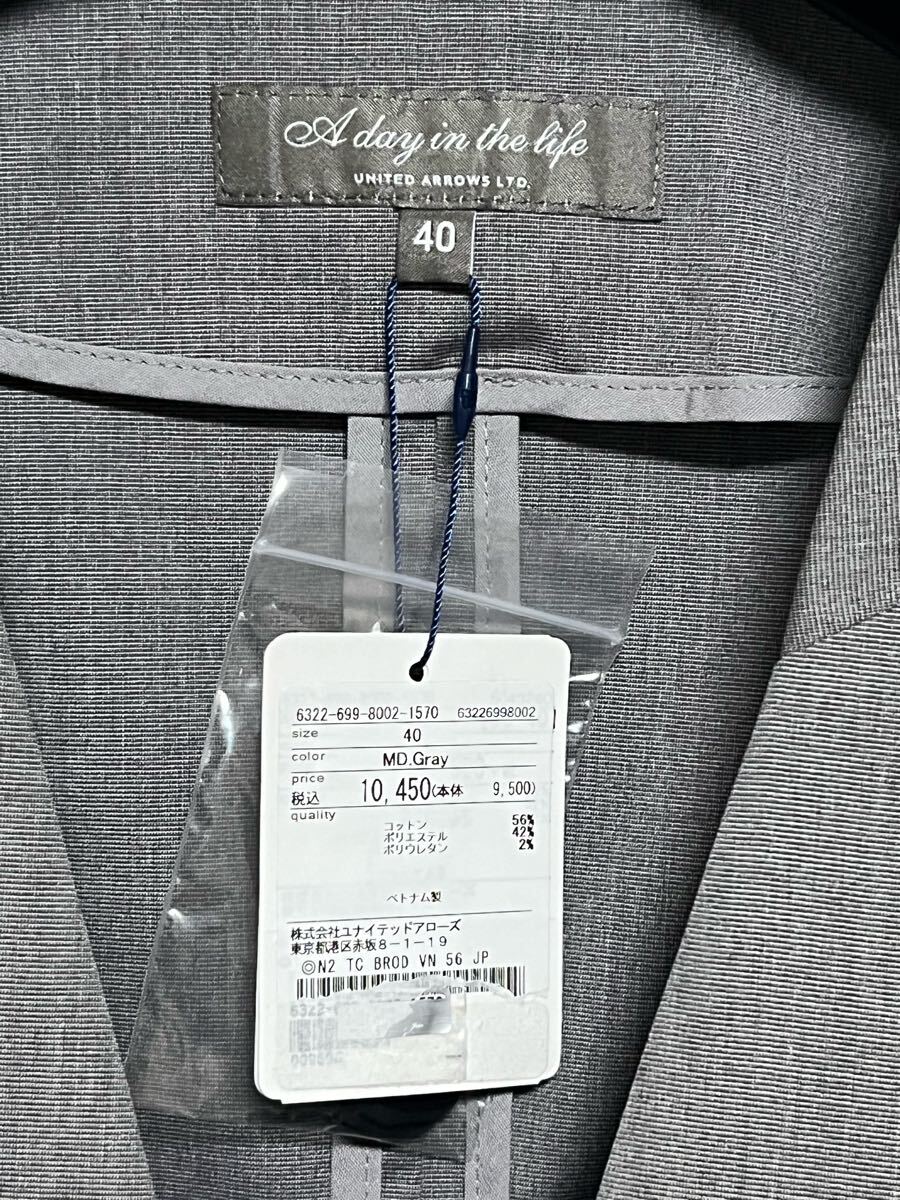 A day in the life
UNITED ARROWS LTD.
40
6322-699-8002-1570 63226998002
size 40
color MD.Gray
price
税込 10,450(本体 9,500)
quality
コットン 56%
ポリエステル 42%
ポリウレタン 2%
ベトナム製
株式会社ユナイテッドアローズ
東京都港区赤坂8-1-19
◎N2 TC BROD VN 56 JP